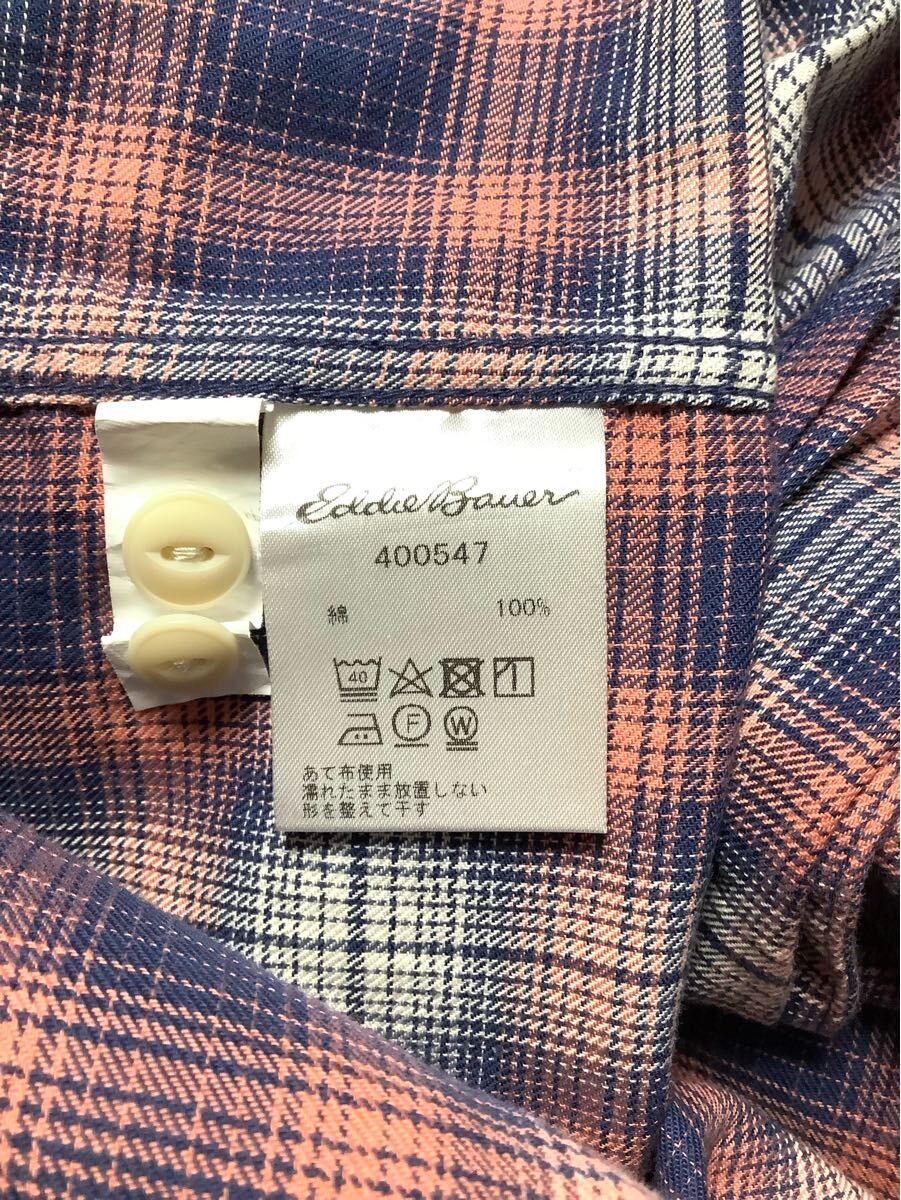 Eddie Bauer
400547
綿 100%
40
F W
あて布使用
濡れたまま放置しない
形を整えて干す